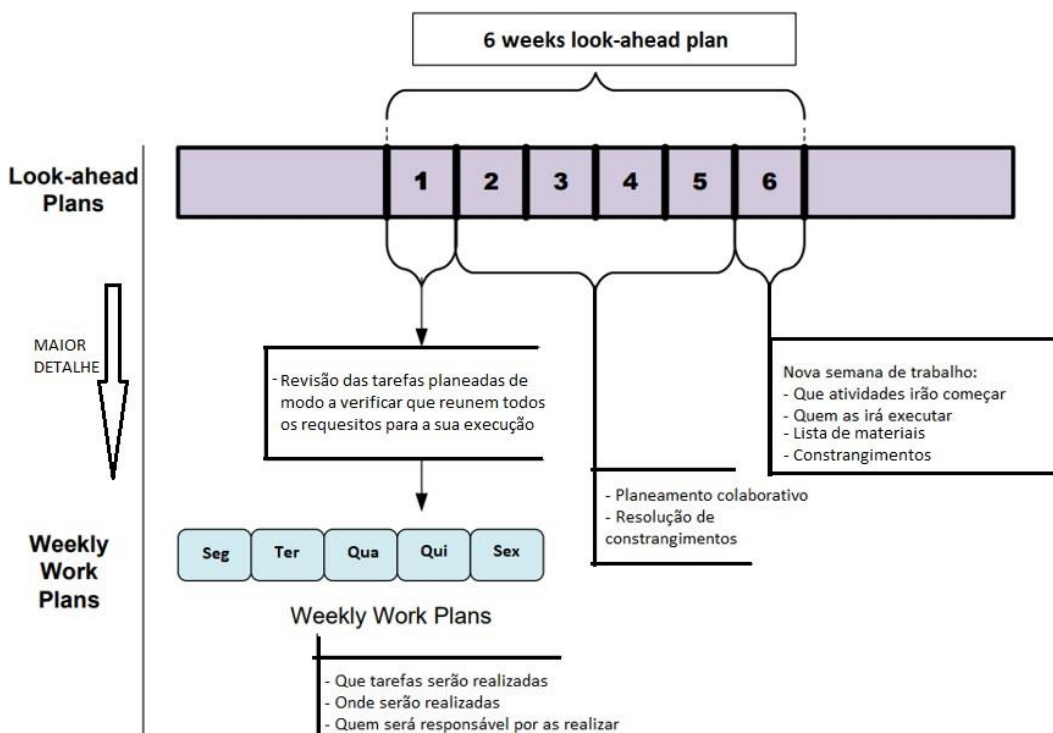 6 weeks look-ahead plan
Look-ahead
Plans
1 2 3 4 5 6
MAIOR
DETALHE
- Revisão das tarefas planeadas de
modo a verificar que reunem todos
os requesitos para a sua execução
Nova semana de trabalho:
- Que atividades irão começar
- Quem as irá executar
- Lista de materiais
- Constrangimentos
- Planeamento colaborativo
- Resolução de
constrangimentos
Weekly
Work
Plans
Seg Ter Qua Qui Sex
Weekly Work Plans
- Que tarefas serão realizadas
- Onde serão realizadas
- Quem será responsável por as realizar